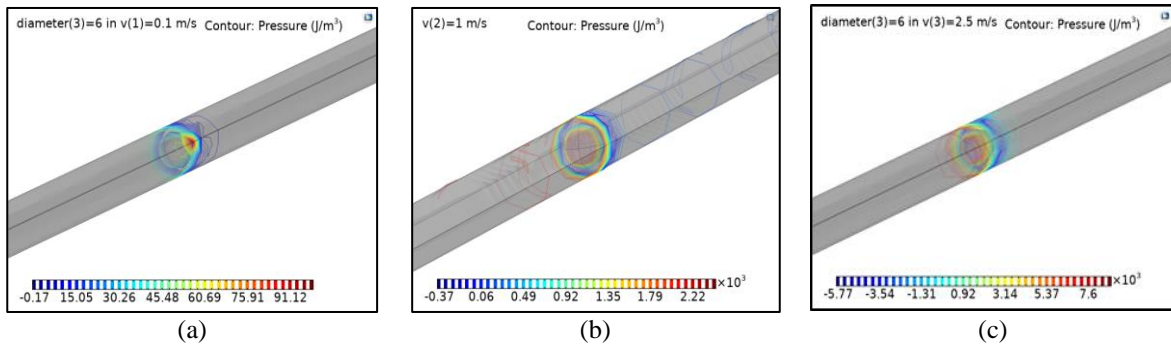 diameter(3)=6 in v(1)=0.1 m/s Contour: Pressure (J/m³)
-0.17 15.05 30.26 45.48 60.69 75.91 91.12
(a)
v(2)=1 m/s Contour: Pressure (J/m³)
×10³
-0.37 0.06 0.49 0.92 1.35 1.79 2.22
(b)
diameter(3)=6 in v(3)=2.5 m/s Contour: Pressure (J/m³)
×10³
-5.77 -3.54 -1.31 0.92 3.14 5.37 7.6
(c)